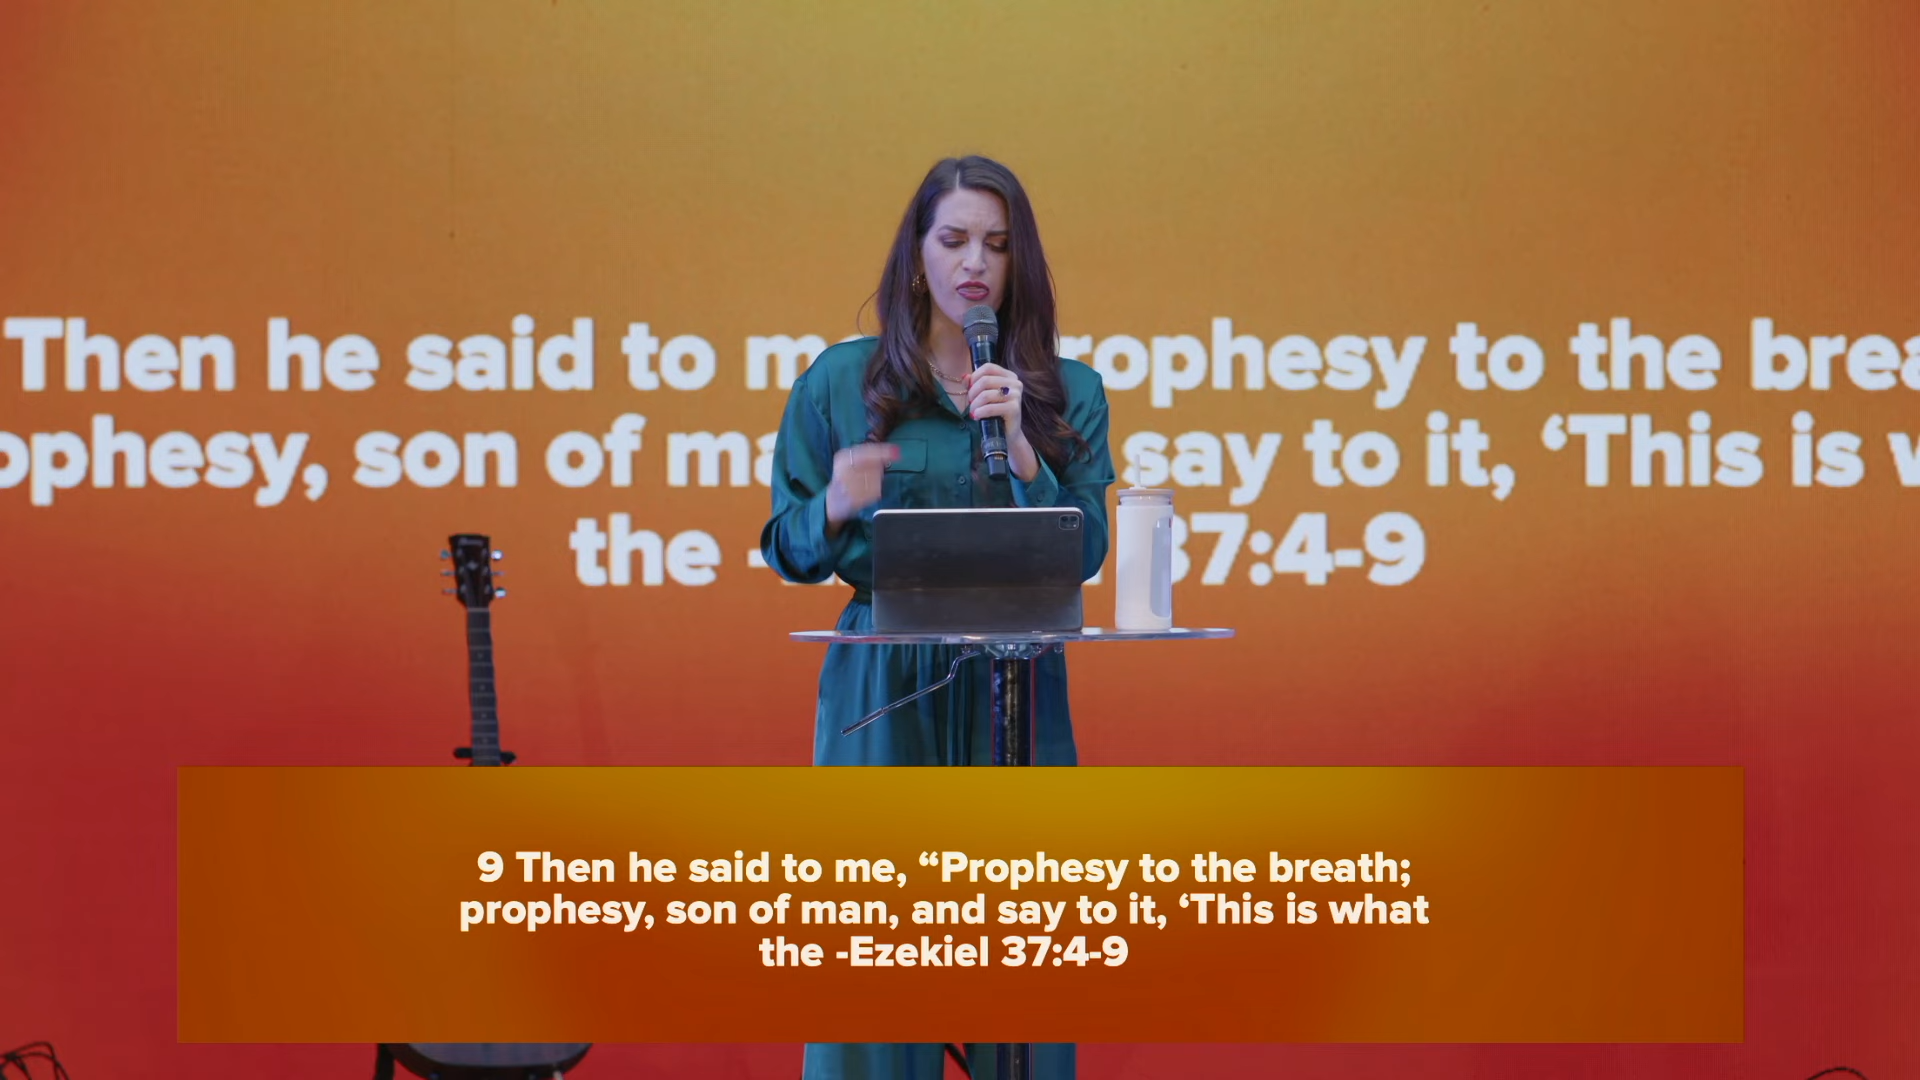 Then he said to me
rophesy to the brea
ophesy, son of ma
say to it, ‘This is w
the -
37:4-9
9 Then he said to me, “Prophesy to the breath;
prophesy, son of man, and say to it, ‘This is what
the -Ezekiel 37:4-9